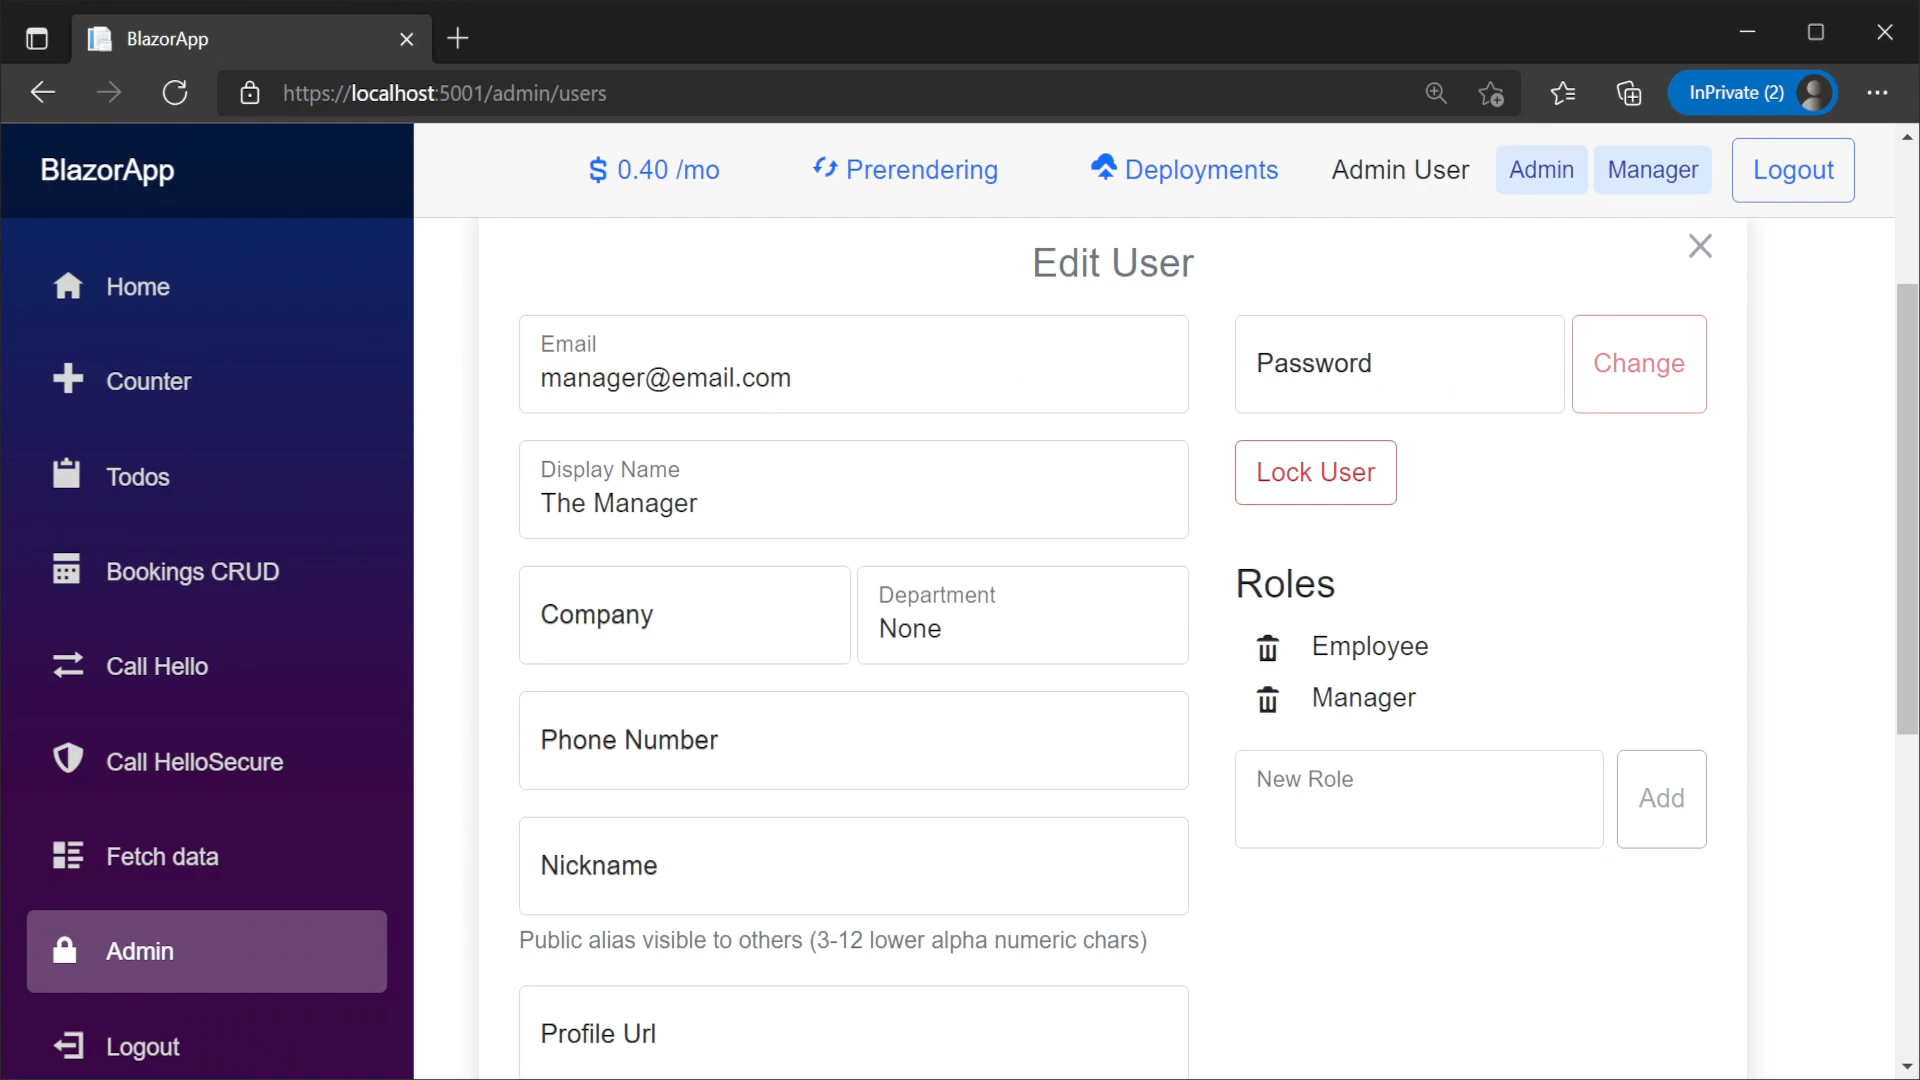 BlazorApp
https://localhost:5001/admin/users
InPrivate (2)
BlazorApp
$ 0.40 /mo
Prerendering
Deployments
Admin User
Admin
Manager
Logout
Home
Counter
Todos
Bookings CRUD
Call Hello
Call HelloSecure
Fetch data
Admin
Logout
Edit User
Email
manager@email.com
Display Name
The Manager
Company
Department
None
Phone Number
Nickname
Public alias visible to others (3-12 lower alpha numeric chars)
Profile Url
Password
Change
Lock User
Roles
Employee
Manager
New Role
Add